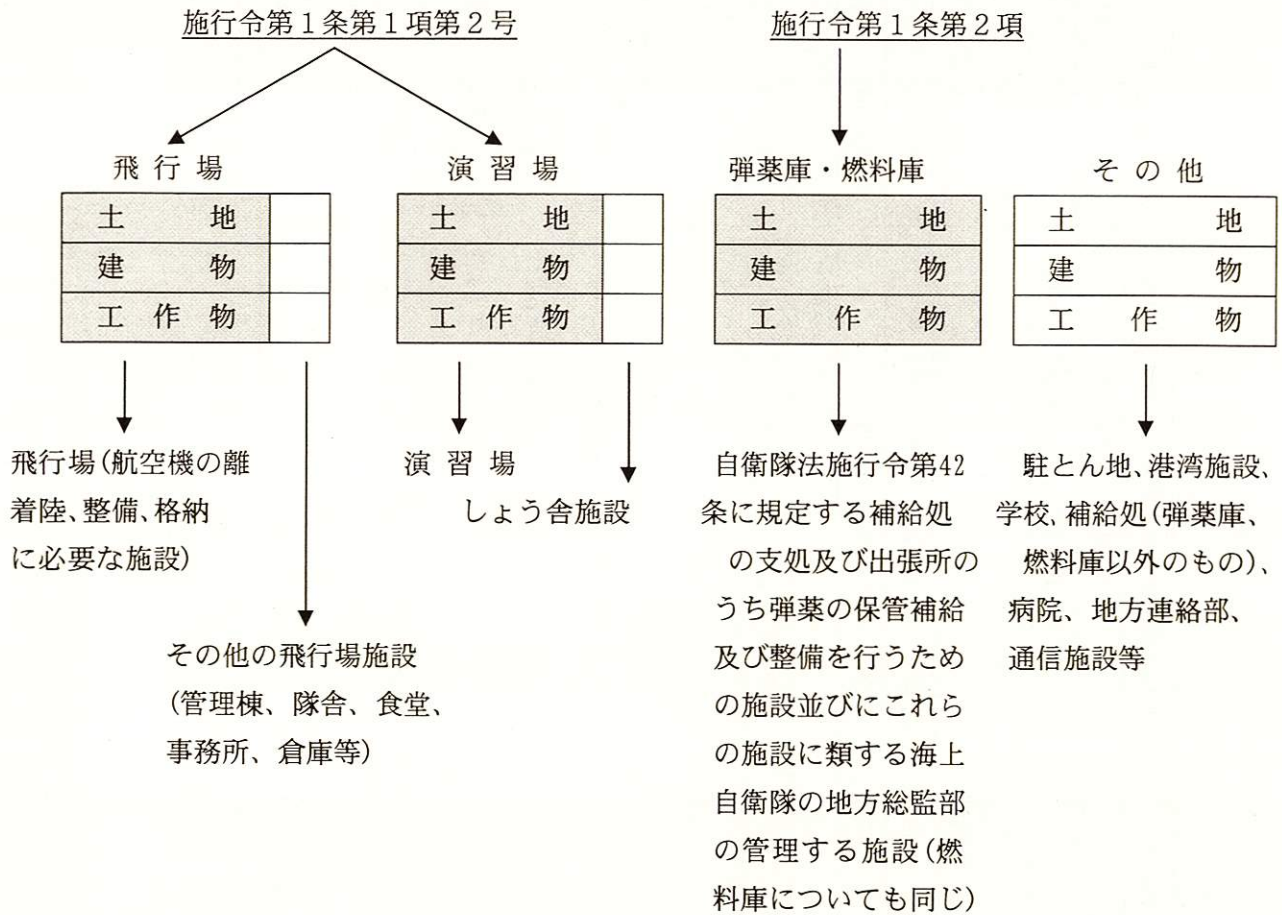 施行令第1条第1項第2号
施行令第1条第2項
飛行場
土地
建物
工作物
演習場
土地
建物
工作物
弾薬庫・燃料庫
土地
建物
工作物
その他
土地
建物
工作物
飛行場(航空機の離
着陸、整備、格納
に必要な施設)
その他の飛行場施設
(管理棟、隊舎、食堂、
事務所、倉庫等)
演習場
しょう舎施設
自衛隊法施行令第42
条に規定する補給処
の支処及び出張所の
うち弾薬の保管補給
及び整備を行うため
の施設並びにこれら
の施設に類する海上
自衛隊の地方総監部
の管理する施設(燃
料庫についても同じ)
駐とん地、港湾施設、
学校、補給処(弾薬庫、
燃料庫以外のもの)、
病院、地方連絡部、
通信施設等